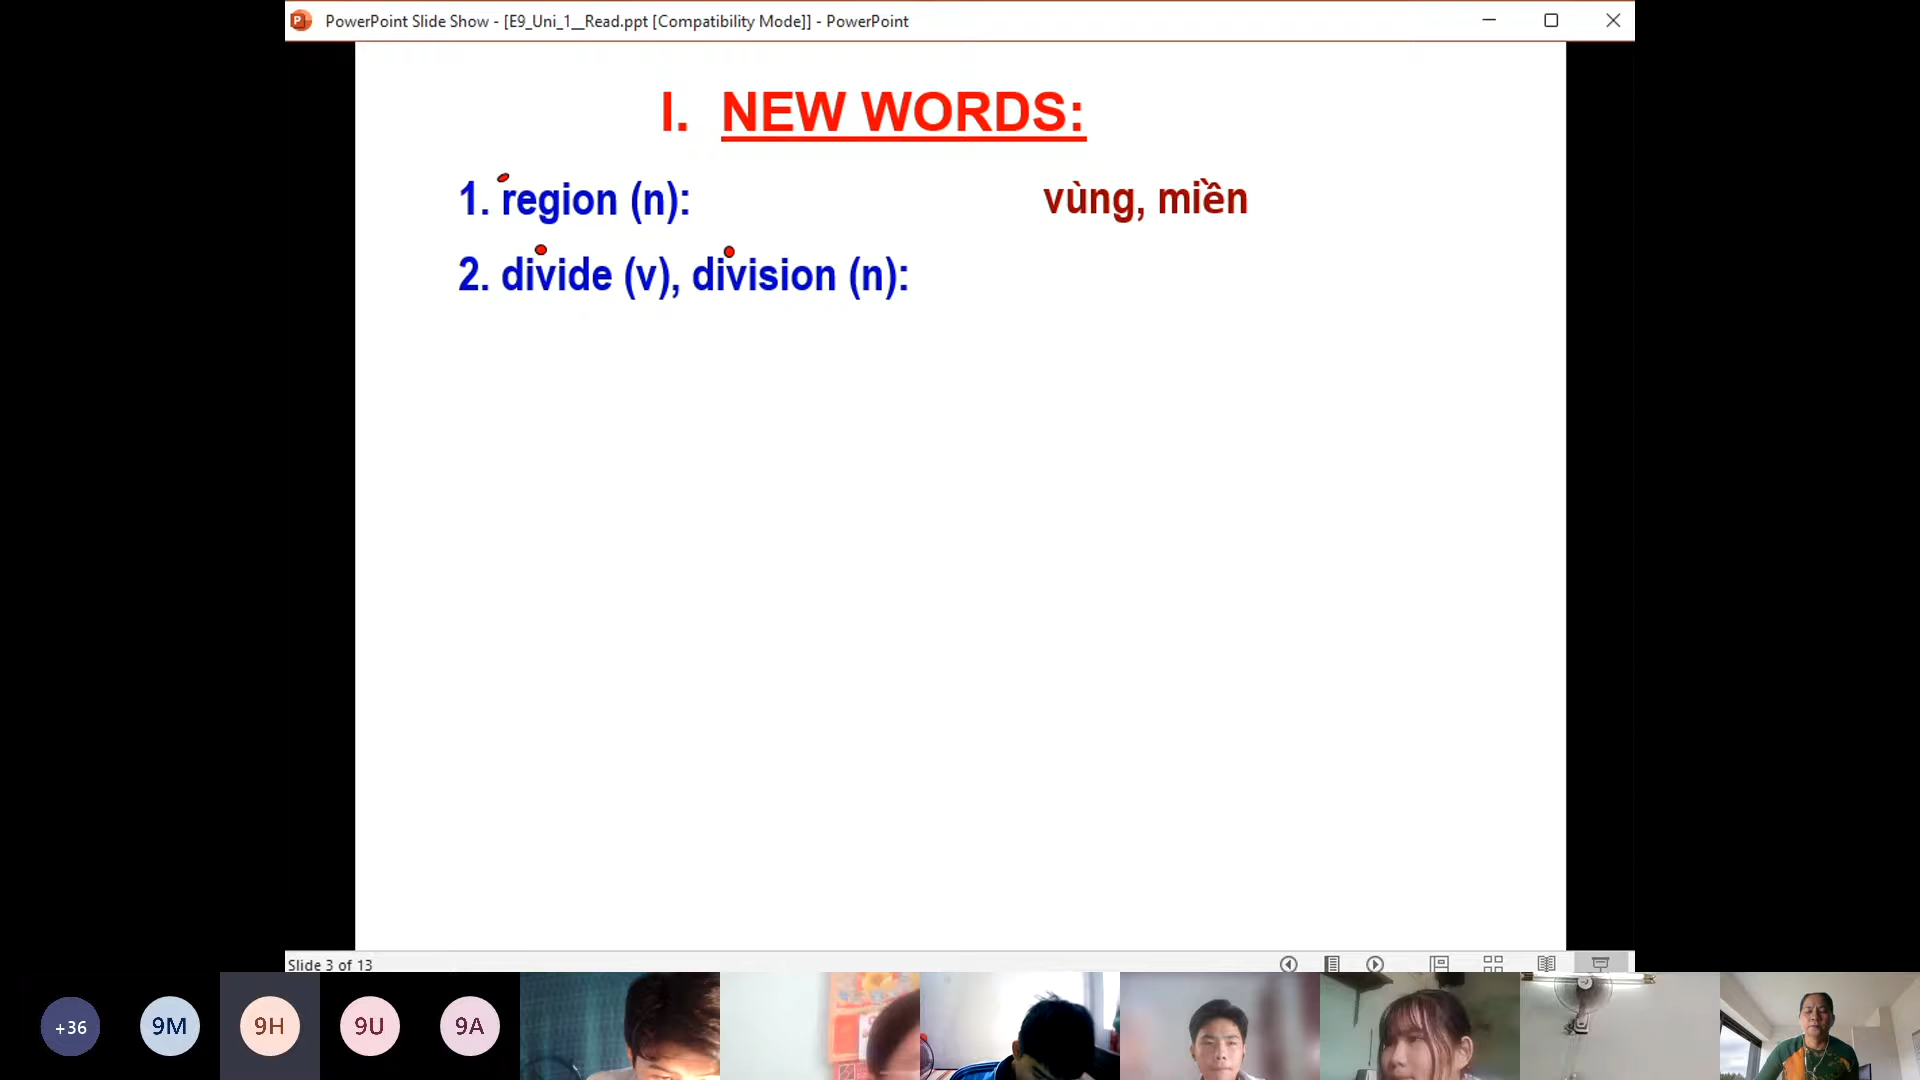 PowerPoint Slide Show - [E9_Uni_1__Read.ppt [Compatibility Mode]] - PowerPoint
I. NEW WORDS:
1. region (n): vùng, miền
2. divide (v), division (n):
Slide 3 of 13
+36 9M 9H 9U 9A